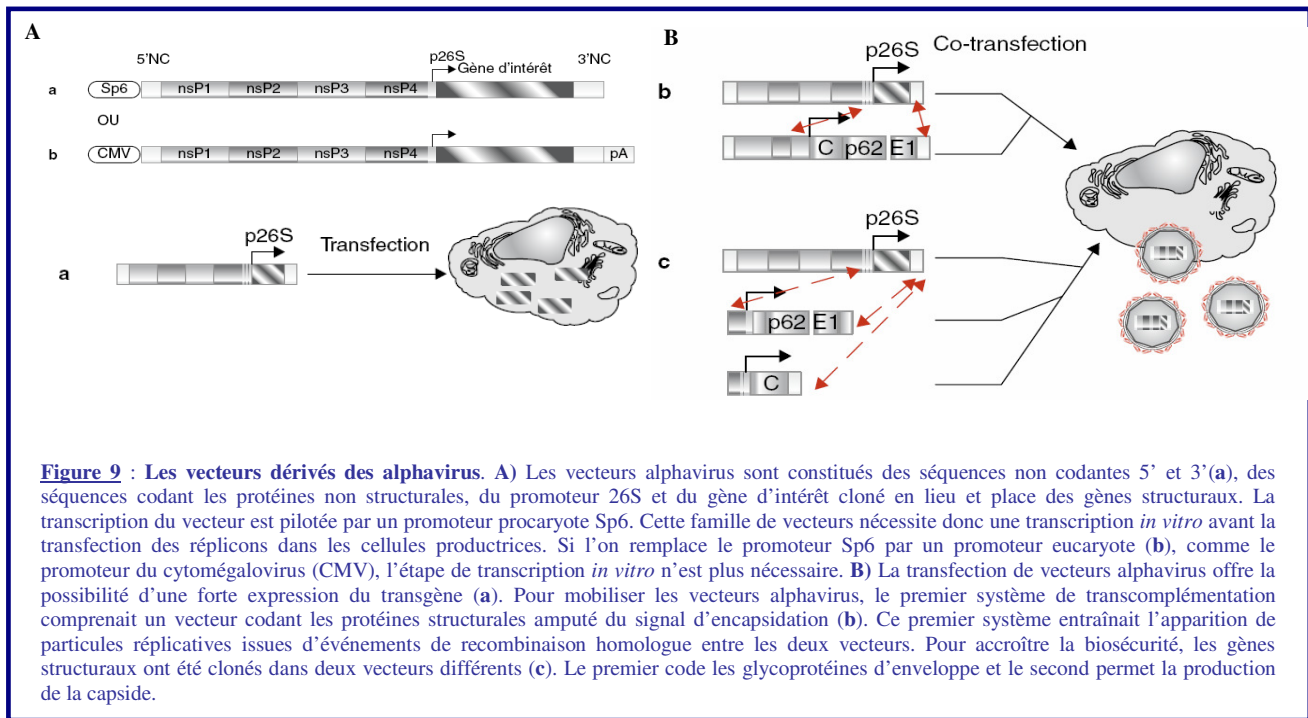 A
5'NC
p26S
Gène d'intérêt
3'NC
a
Sp6
nsP1
nsP2
nsP3
nsP4
OU
b
CMV
nsP1
nsP2
nsP3
nsP4
pA
a
p26S
Transfection
B
p26S
Co-transfection
b
C
p62
E1
p26S
c
p62
E1
C
Figure 9 : Les vecteurs dérivés des alphavirus. A) Les vecteurs alphavirus sont constitués des séquences non codantes 5' et 3'(a), des
séquences codant les protéines non structurales, du promoteur 26S et du gène d'intérêt cloné en lieu et place des gènes structuraux. La
transcription du vecteur est pilotée par un promoteur procaryote Sp6. Cette famille de vecteurs nécessite donc une transcription in vitro avant la
transfection des réplicons dans les cellules productrices. Si l'on remplace le promoteur Sp6 par un promoteur eucaryote (b), comme le
promoteur du cytomégalovirus (CMV), l'étape de transcription in vitro n'est plus nécessaire. B) La transfection de vecteurs alphavirus offre la
possibilité d'une forte expression du transgène (a). Pour mobiliser les vecteurs alphavirus, le premier système de transcomplémentation
comprenait un vecteur codant les protéines structurales amputé du signal d'encapsidation (b). Ce premier système entraînait l'apparition de
particules réplicatives issues d'événements de recombinaison homologue entre les deux vecteurs. Pour accroître la biosécurité, les gènes
structuraux ont été clonés dans deux vecteurs différents (c). Le premier code les glycoprotéines d'enveloppe et le second permet la production
de la capside.